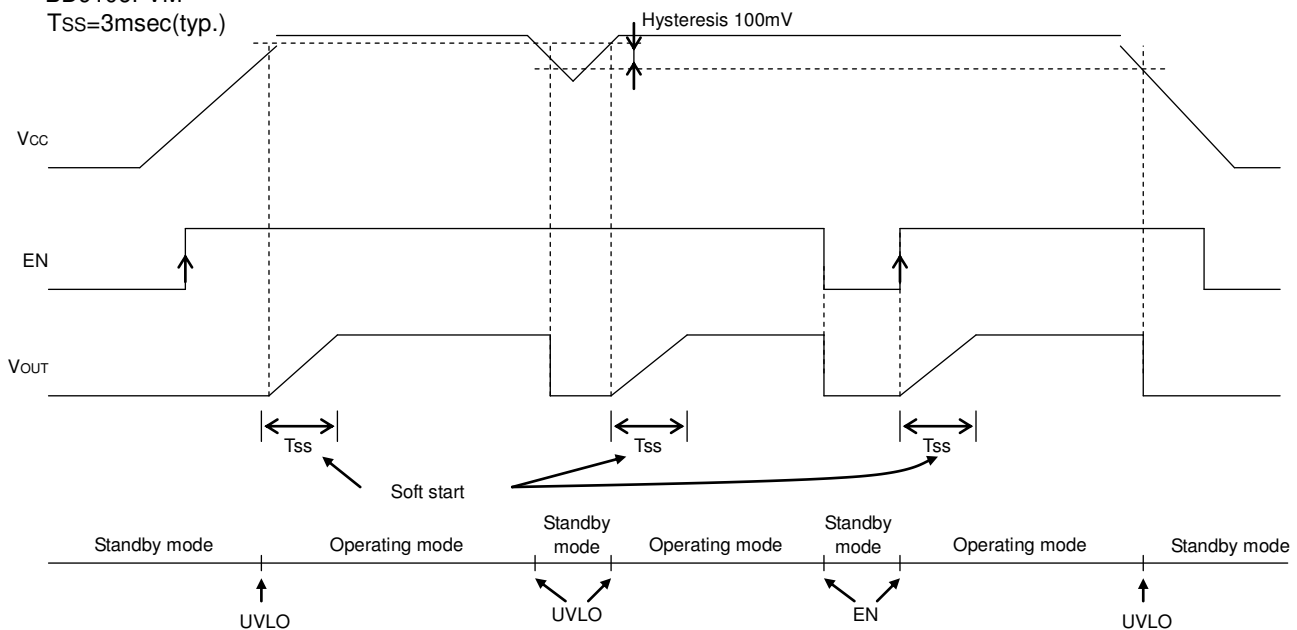 Tss=3msec(typ.)
Hysteresis 100mV
Vcc
EN
VOUT
Tss
Tss
Tss
Soft start
Standby mode
Operating mode
Standby
mode
Operating mode
Standby
mode
Operating mode
Standby mode
UVLO
UVLO
EN
UVLO